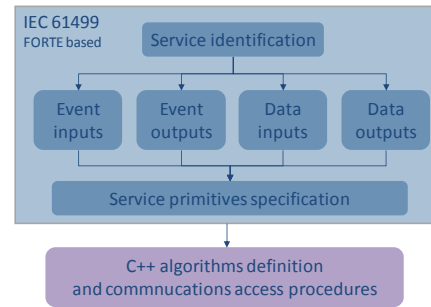 IEC 61499
FORTE based
Service identification
Event
inputs
Event
outputs
Data
inputs
Data
outputs
Service primitives specification
C++ algorithms definition
and commnucations access procedures